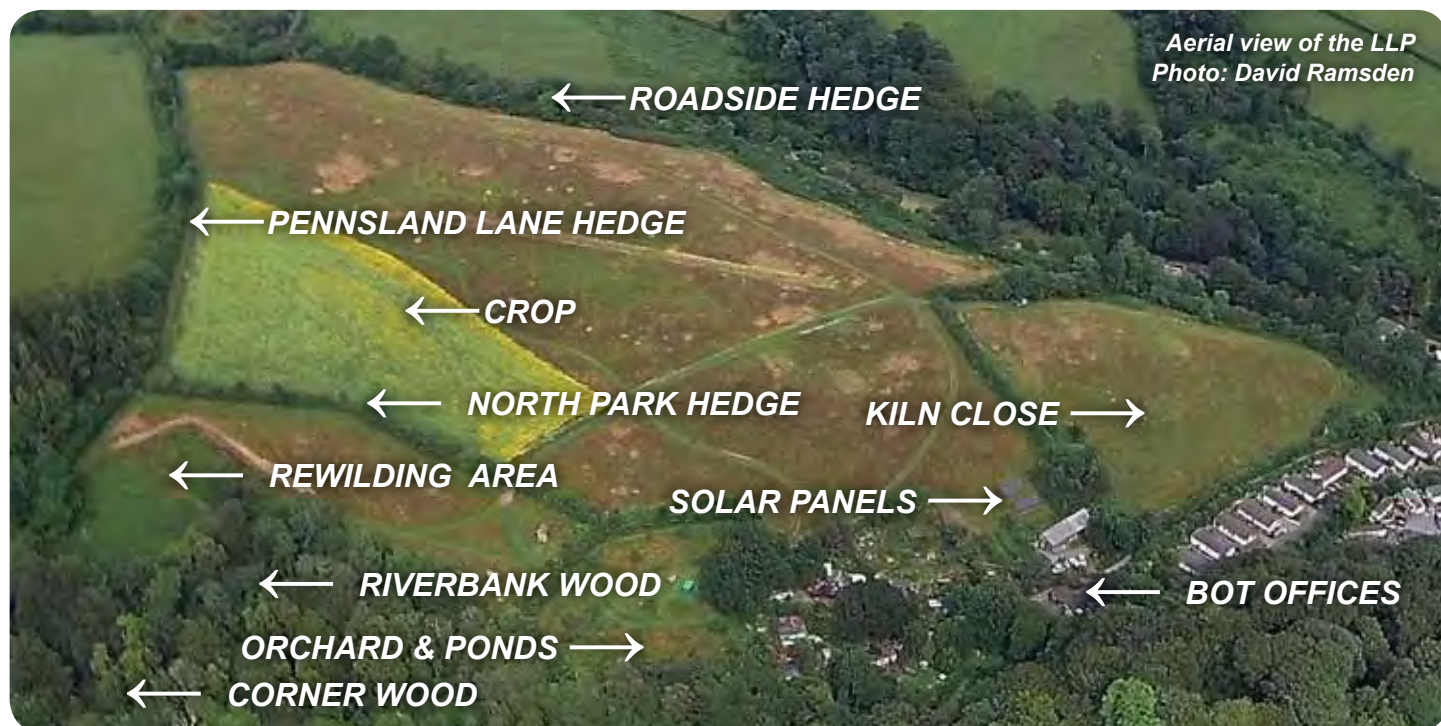 Aerial view of the LLP
Photo: David Ramsden
ROADSIDE HEDGE
PENNSLAND LANE HEDGE
CROP
NORTH PARK HEDGE
KILN CLOSE
REWILDING AREA
SOLAR PANELS
RIVERBANK WOOD
BOT OFFICES
ORCHARD & PONDS
CORNER WOOD